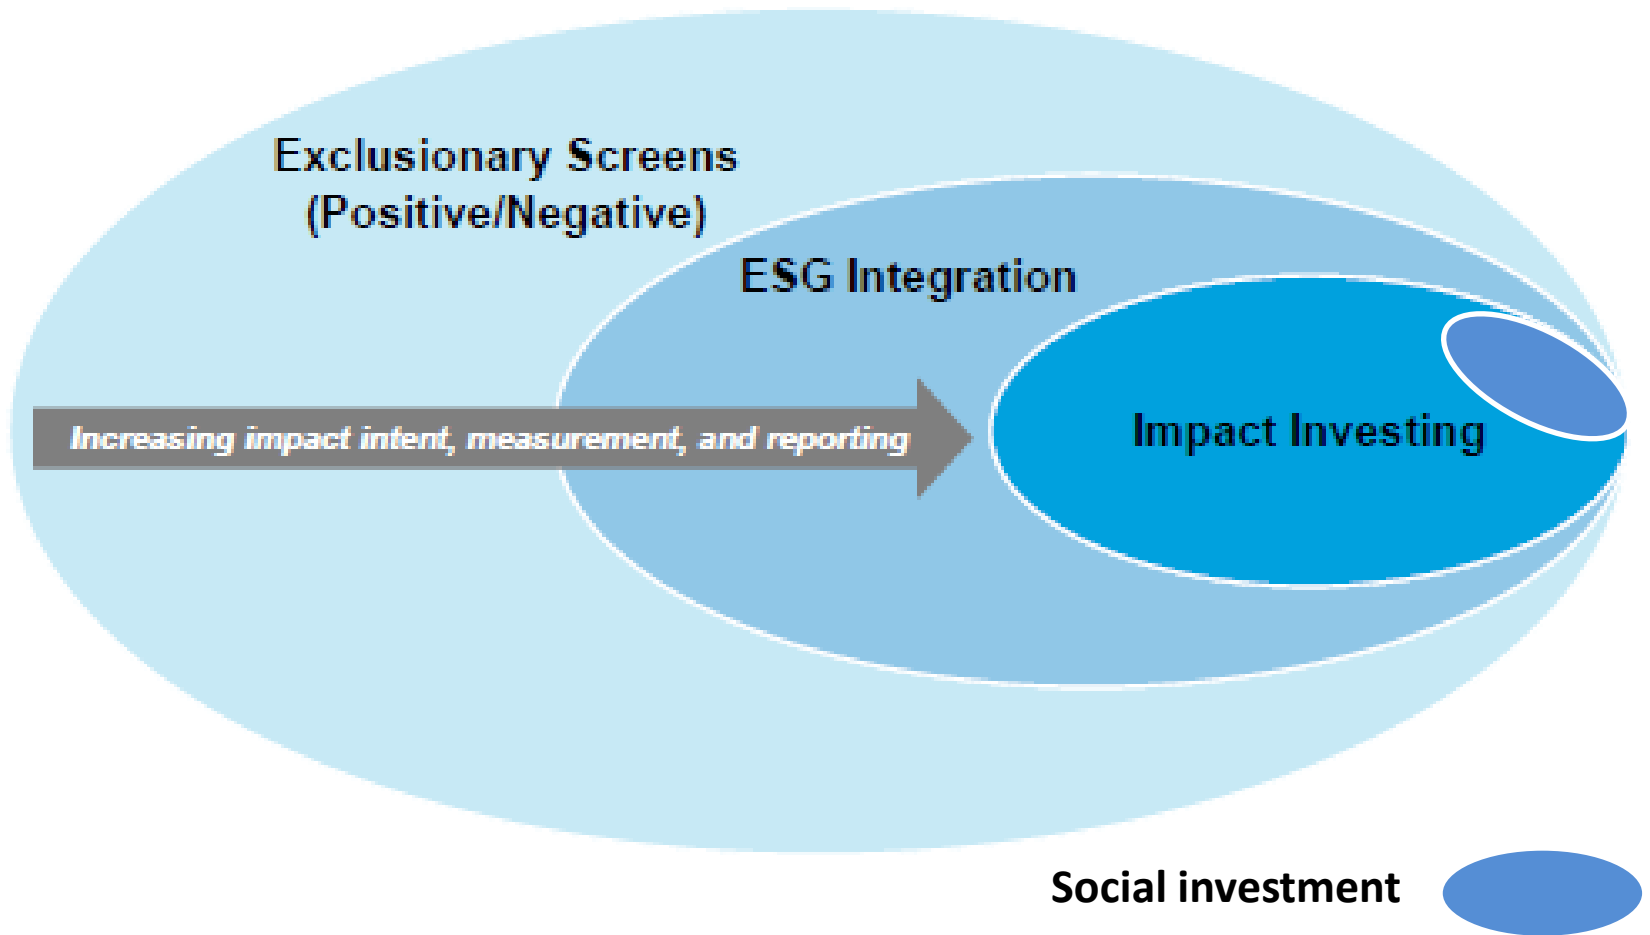 Exclusionary Screens
(Positive/Negative)
ESG Integration
Increasing impact intent, measurement, and reporting
Impact Investing
Social investment